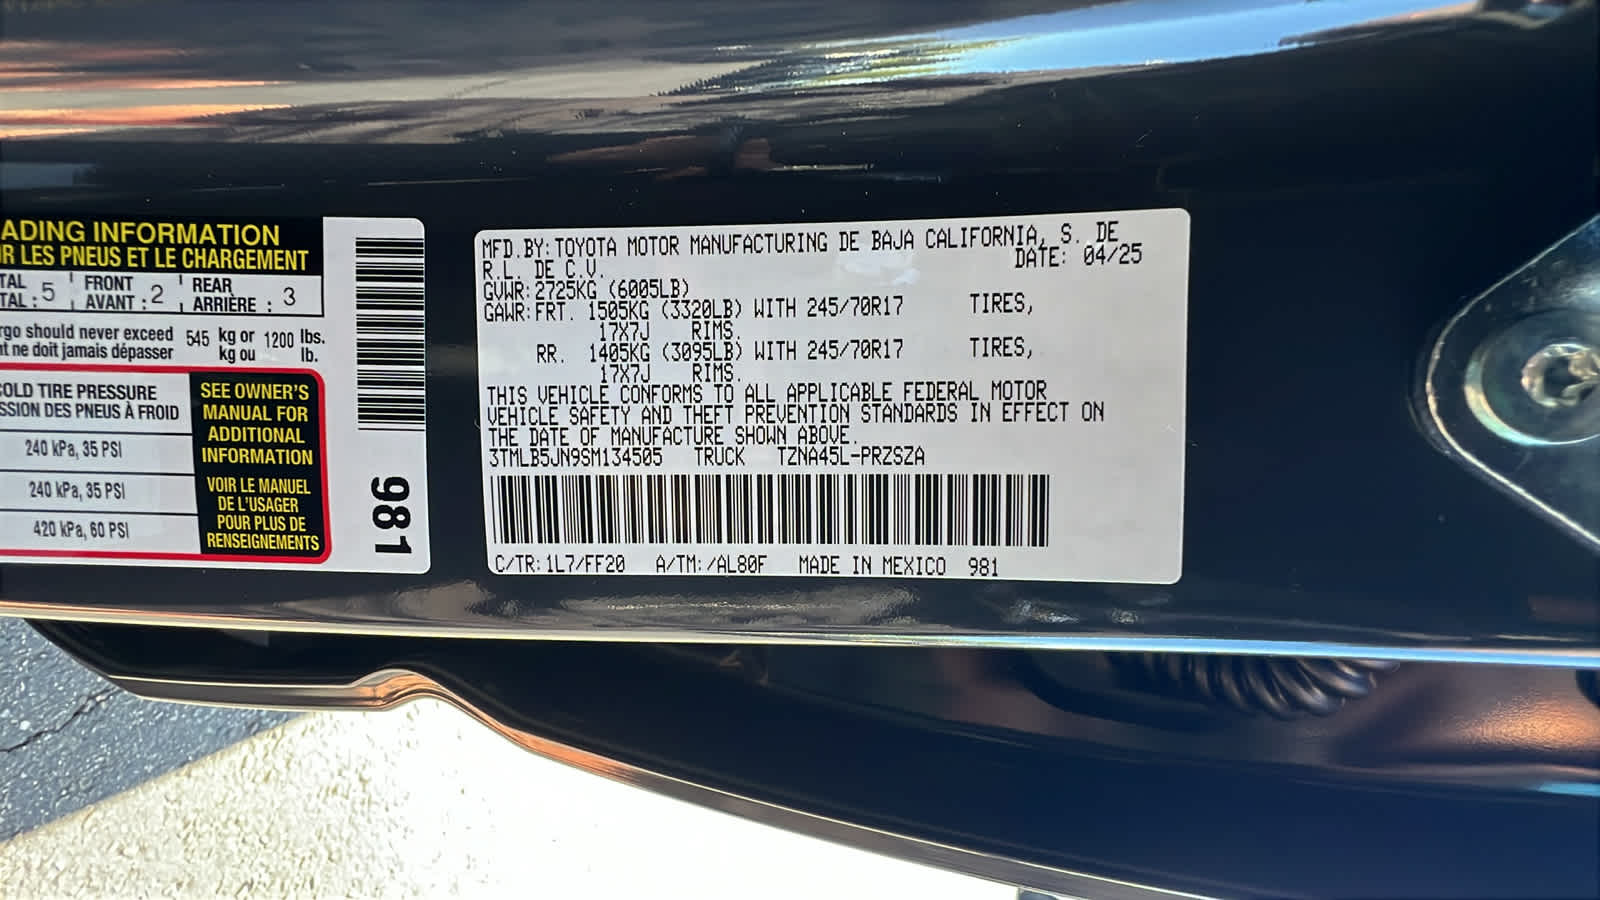 ADING INFORMATION
R LES PNEUS ET LE CHARGEMENT
TAL 5 FRONT 2 REAR 3
TAL : AVANT : ARRIÈRE :
rgo should never exceed 545 kg or 1200 lbs.
nt ne doit jamais dépasser kg ou lb.
COLD TIRE PRESSURE
SSION DES PNEUS À FROID
240 kPa, 35 PSI
240 kPa, 35 PSI
420 kPa, 60 PSI
SEE OWNER'S
MANUAL FOR
ADDITIONAL
INFORMATION
VOIR LE MANUEL
DE L'USAGER
POUR PLUS DE
RENSEIGNEMENTS
981
MFD.BY: TOYOTA MOTOR MANUFACTURING DE BAJA CALIFORNIA, S. DE
R.L. DE C.V. DATE: 04/25
GVWR: 2725KG (6005LB)
GAWR: FRT. 1505KG (3320LB) WITH 245/70R17 TIRES,
17X7J RIMS.
RR. 1405KG (3095LB) WITH 245/70R17 TIRES,
17X7J RIMS.
THIS VEHICLE CONFORMS TO ALL APPLICABLE FEDERAL MOTOR
VEHICLE SAFETY AND THEFT PREVENTION STANDARDS IN EFFECT ON
THE DATE OF MANUFACTURE SHOWN ABOVE.
3TMLB5JN9SM134505 TRUCK TZNA45L-PRZSZA
C/TR: 1L7/FF20 A/TM: /AL80F MADE IN MEXICO 981